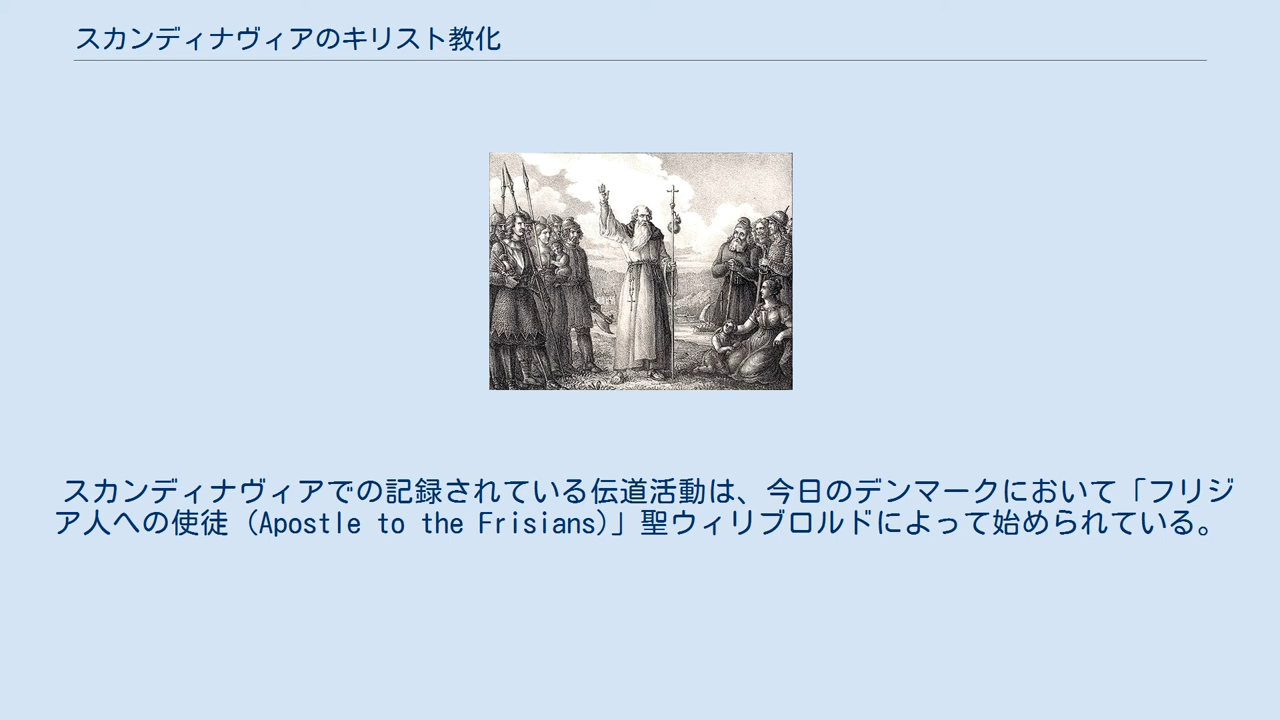 スカンディナヴィアのキリスト教化
スカンディナヴィアでの記録されている伝道活動は、今日のデンマークにおいて「フリジ
ア人への使徒 (Apostle to the Frisians)」聖ウィリブロルドによって始められている。